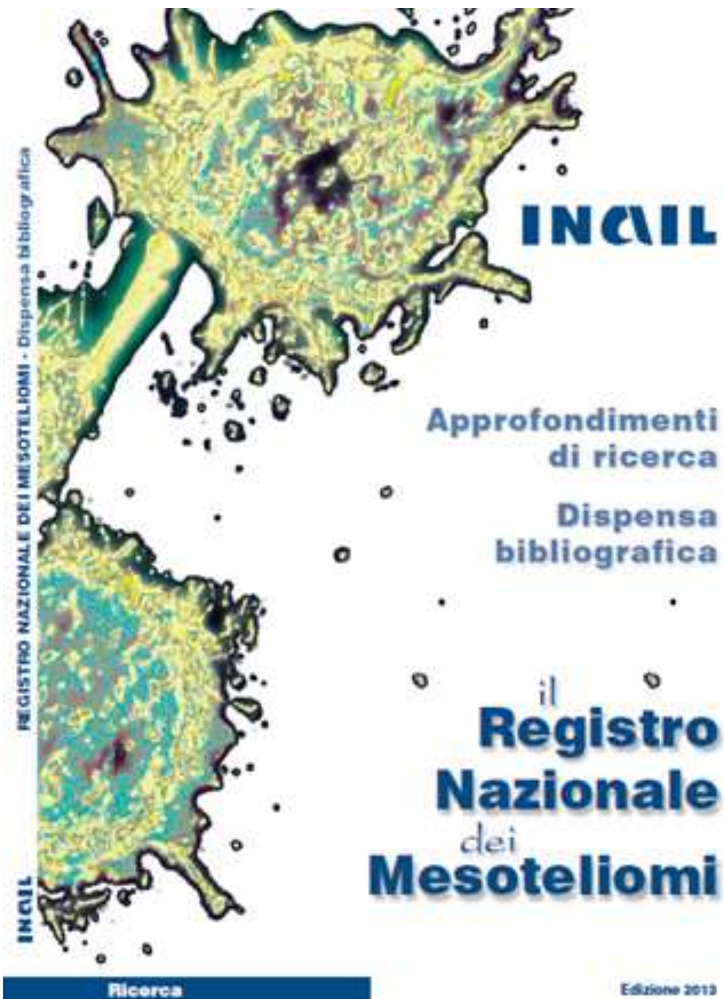 REGISTRO NAZIONALE DEI MESOTELIOMI - Dispensa bibliografica
INAIL
INAIL
Approfondimenti
di ricerca
Dispensa
bibliografica
il
Registro
Nazionale
dei
Mesoteliomi
Ricerca
Edizione 2013